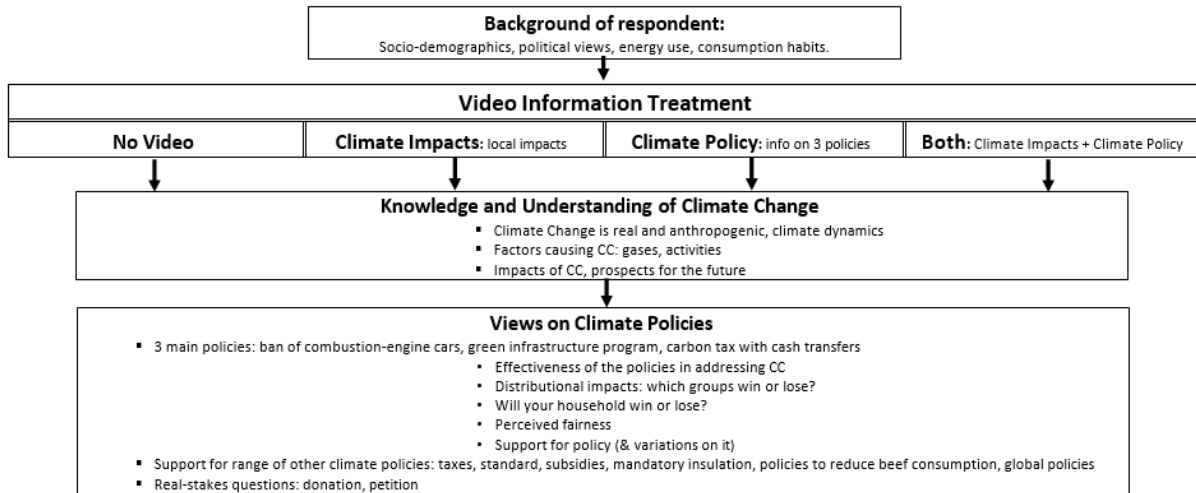 Background of respondent:
Socio-demographics, political views, energy use, consumption habits.
Video Information Treatment
No Video
Climate Impacts: local impacts
Climate Policy: info on 3 policies
Both: Climate Impacts + Climate Policy
Knowledge and Understanding of Climate Change
▪ Climate Change is real and anthropogenic, climate dynamics
▪ Factors causing CC: gases, activities
▪ Impacts of CC, prospects for the future
Views on Climate Policies
▪ 3 main policies: ban of combustion-engine cars, green infrastructure program, carbon tax with cash transfers
• Effectiveness of the policies in addressing CC
• Distributional impacts: which groups win or lose?
• Will your household win or lose?
• Perceived fairness
• Support for policy (& variations on it)
▪ Support for range of other climate policies: taxes, standard, subsidies, mandatory insulation, policies to reduce beef consumption, global policies
▪ Real-stakes questions: donation, petition